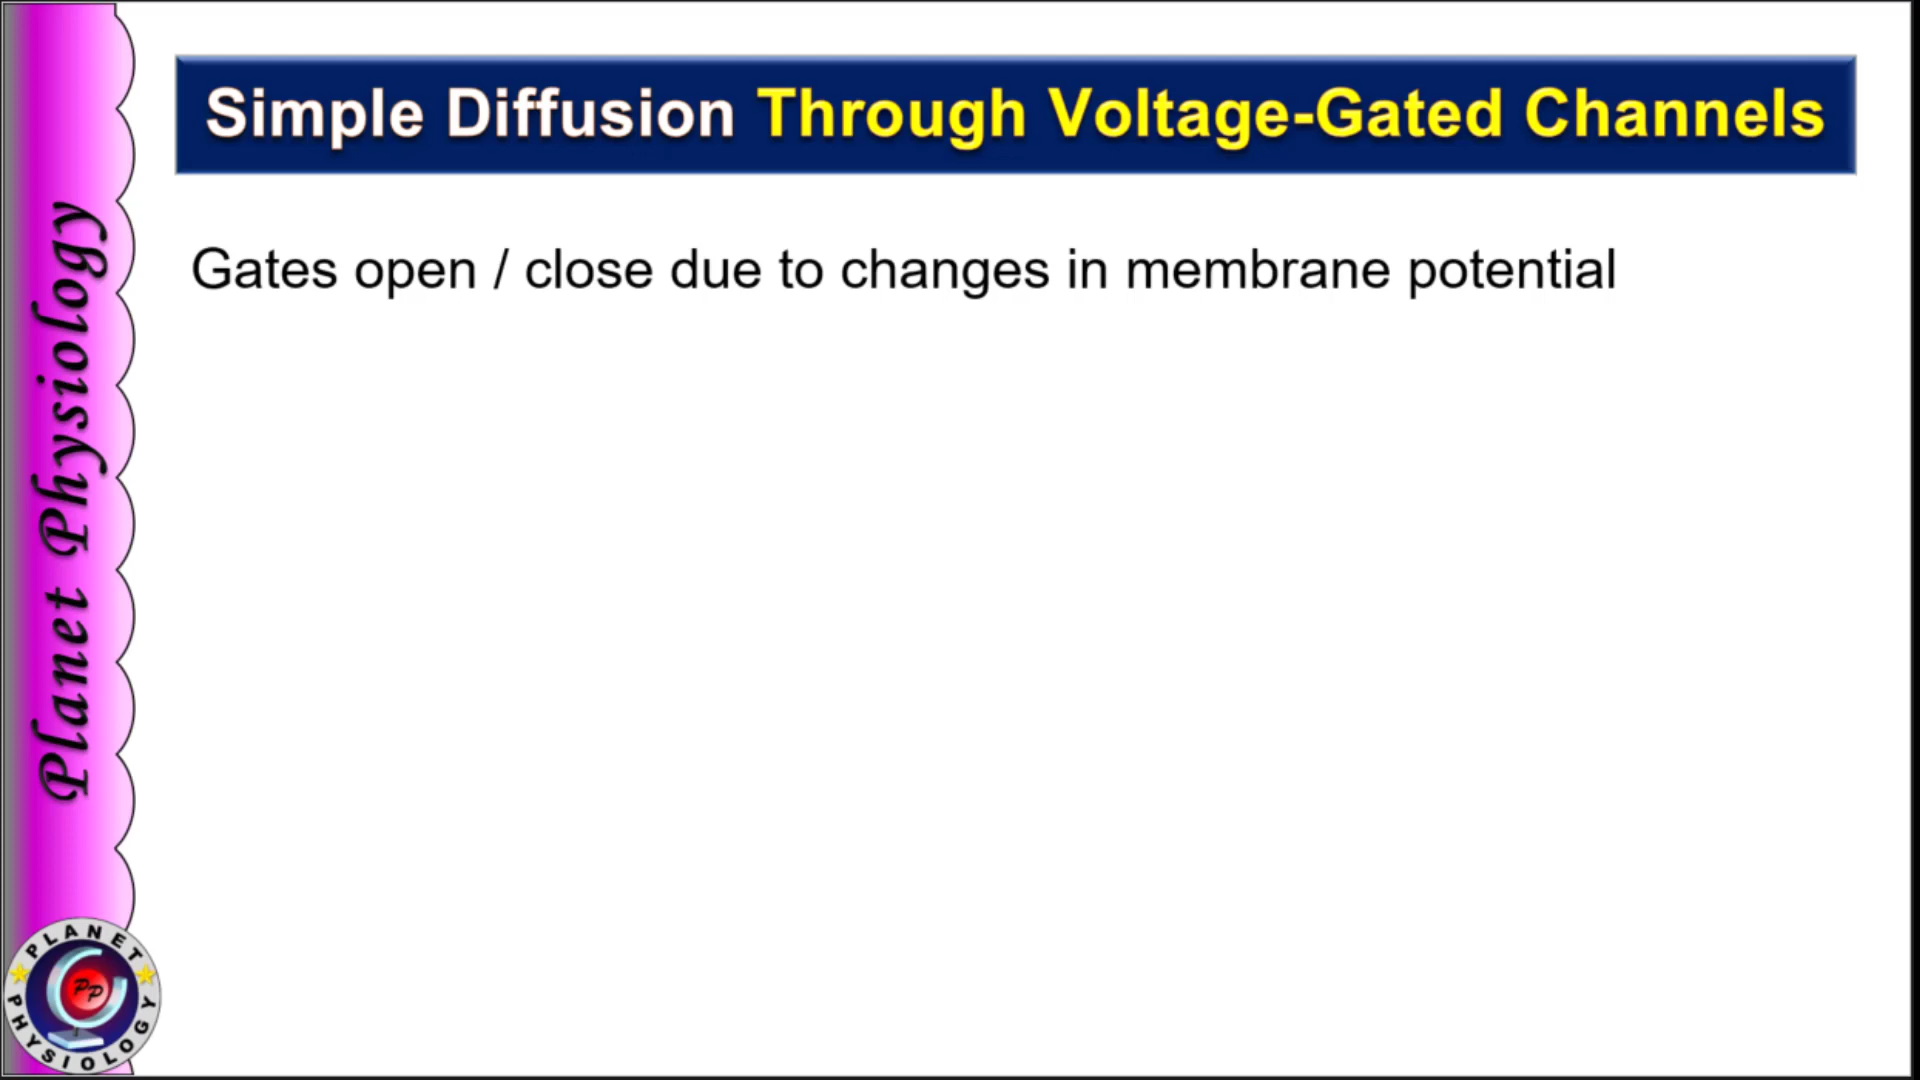 Simple Diffusion Through Voltage-Gated Channels
Gates open / close due to changes in membrane potential
Planet Physiology
PLANET
PP
PHYSIOLOGY